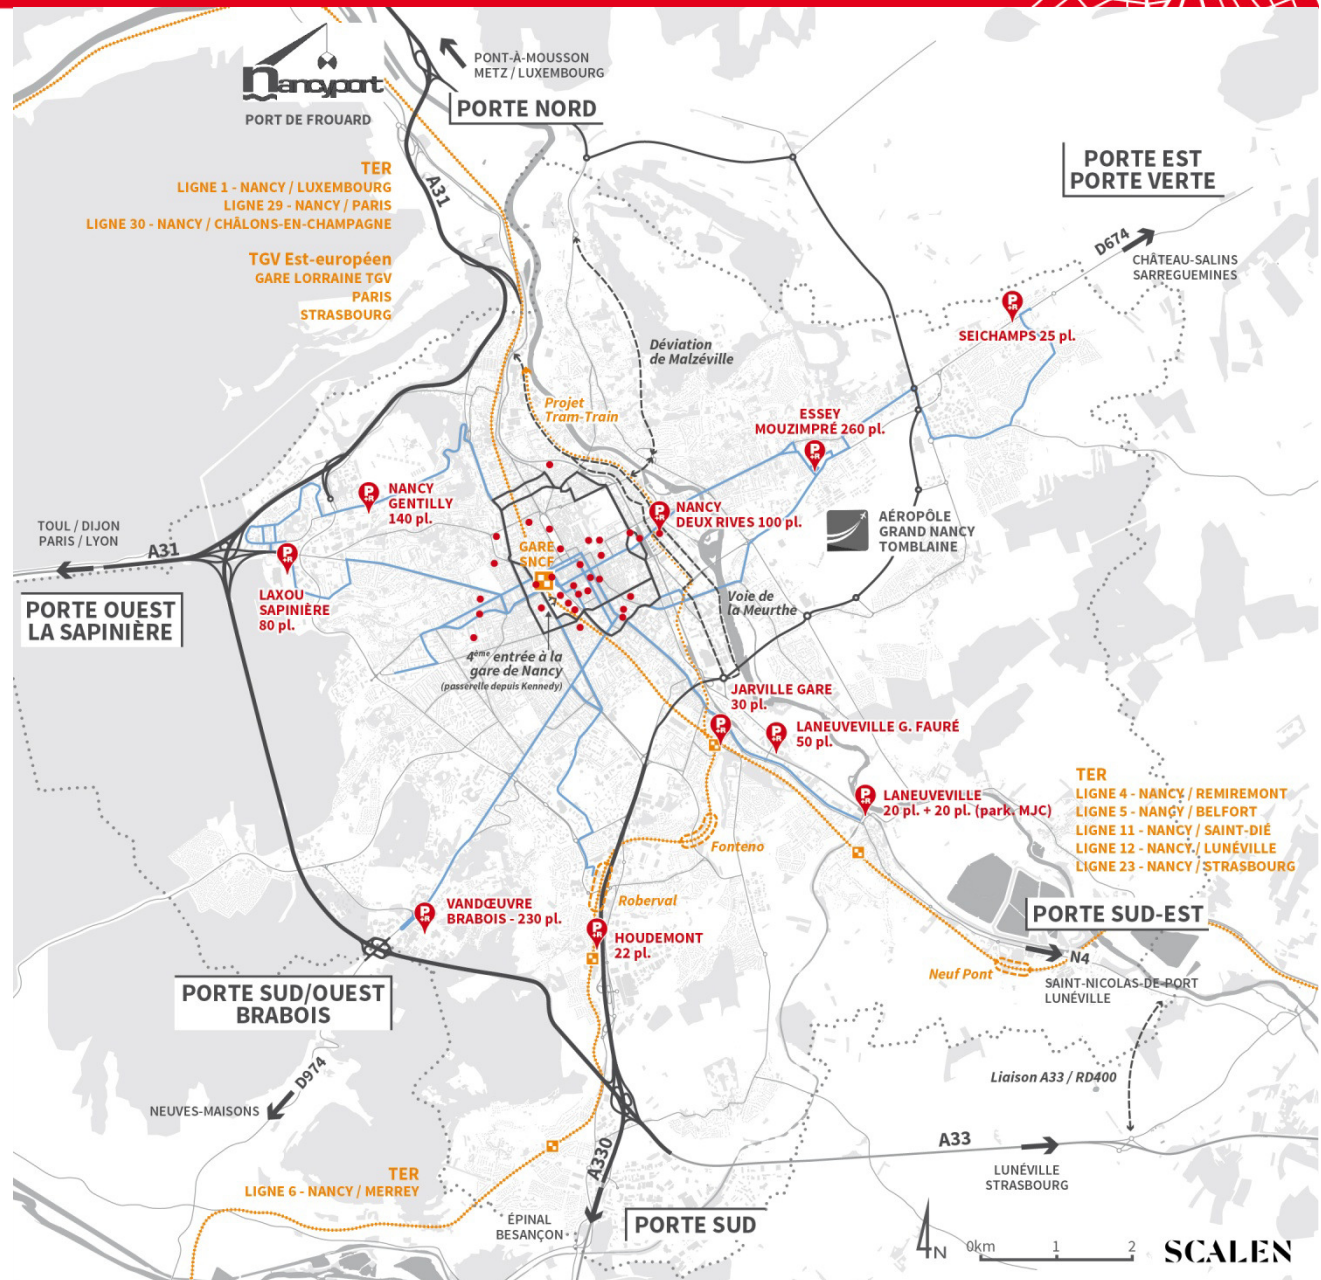 Nancyport
PORT DE FROUARD
PONT-À-MOUSSON
METZ / LUXEMBOURG
PORTE NORD
A31
TER
LIGNE 1 - NANCY / LUXEMBOURG
LIGNE 29 - NANCY / PARIS
LIGNE 30 - NANCY / CHÂLONS-EN-CHAMPAGNE
TGV Est-européen
GARE LORRAINE TGV
PARIS
STRASBOURG
PORTE EST
PORTE VERTE
D674
CHÂTEAU-SALINS
SARREGUEMINES
P+R
SEICHAMPS 25 pl.
Déviation
de Malzéville
Projet
Tram-Train
ESSEY
MOUZIMPRÉ 260 pl.
P+R
P+R
NANCY
GENTILLY
140 pl.
P+R
NANCY
DEUX RIVES 100 pl.
AÉROPÔLE
GRAND NANCY
TOMBLAINE
TOUL / DIJON
PARIS / LYON
A31
GARE
SNCF
P+R
LAXOU
SAPINIÈRE
80 pl.
PORTE OUEST
LA SAPINIÈRE
Voie de
la Meurthe
4ème entrée à la
gare de Nancy
(passerelle depuis Kennedy)
JARVILLE GARE
30 pl.
P+R
P+R
LANEUVEVILLE G. FAURÉ
50 pl.
P+R
LANEUVEVILLE
20 pl. + 20 pl. (park. MJC)
TER
LIGNE 4 - NANCY / REMIREMONT
LIGNE 5 - NANCY / BELFORT
LIGNE 11 - NANCY / SAINT-DIÉ
LIGNE 12 - NANCY / LUNÉVILLE
LIGNE 23 - NANCY / STRASBOURG
Fonteno
Roberval
P+R
VANDŒUVRE
BRABOIS - 230 pl.
P+R
HOUDEMONT
22 pl.
PORTE SUD-EST
N4
Neuf Pont
SAINT-NICOLAS-DE-PORT
LUNÉVILLE
PORTE SUD/OUEST
BRABOIS
D974
NEUVES-MAISONS
Liaison A33 / RD400
A33
LUNÉVILLE
STRASBOURG
TER
LIGNE 6 - NANCY / MERREY
A330
ÉPINAL
BESANÇON
PORTE SUD
N
0km 1 2
SCALEN